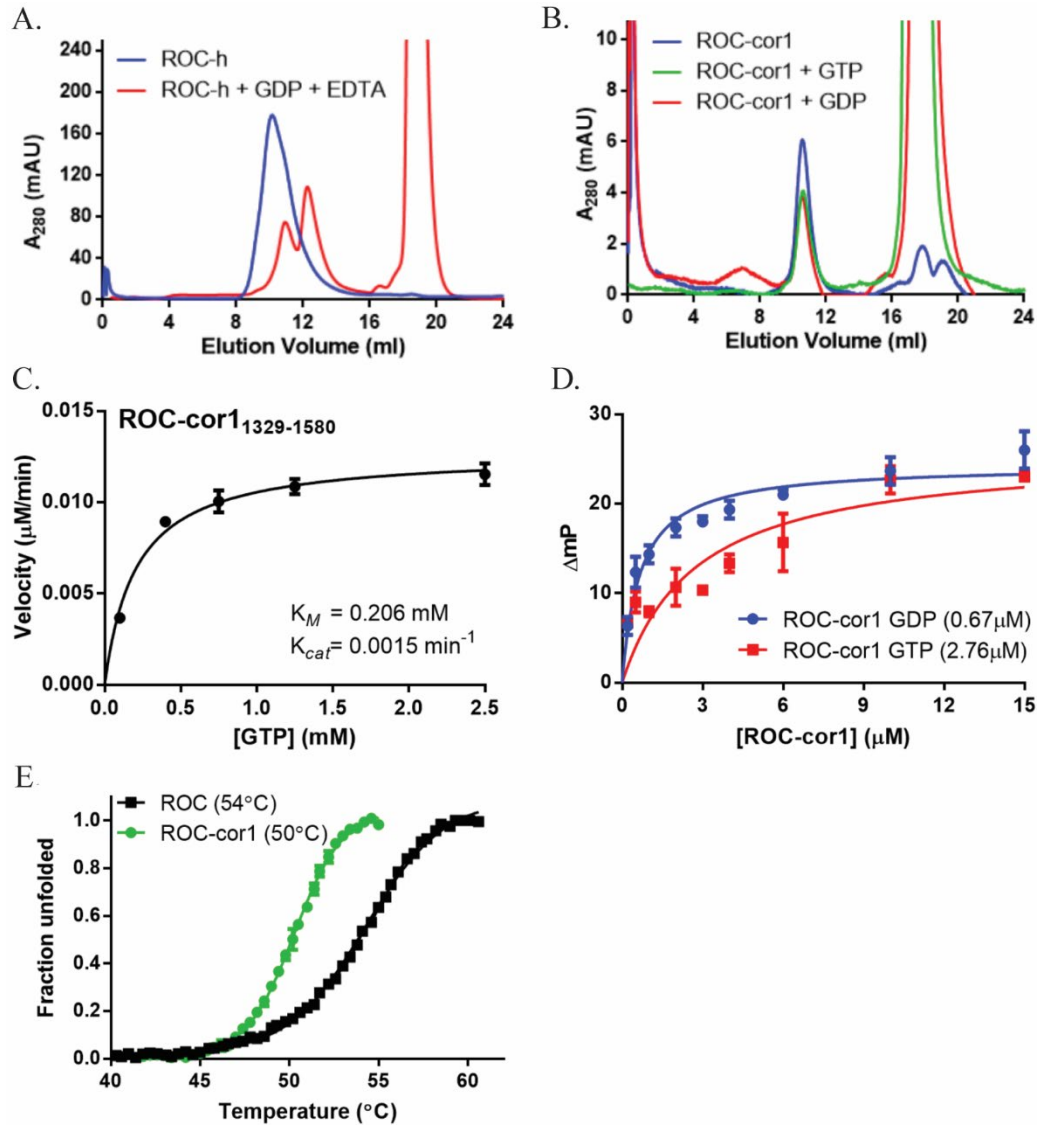 A.
ROC-h
ROC-h + GDP + EDTA
240
200
160
120
80
40
0
A280 (mAU)
0 4 8 12 16 20 24
Elution Volume (ml)
B.
ROC-cor1
ROC-cor1 + GTP
ROC-cor1 + GDP
10
8
6
4
2
0
A280 (mAU)
0 4 8 12 16 20 24
Elution Volume (ml)
C.
ROC-cor11329-1580
0.015
0.010
0.005
0.000
Velocity (µM/min)
KM = 0.206 mM
Kcat= 0.0015 min-1
0.0 0.5 1.0 1.5 2.0 2.5
[GTP] (mM)
D.
30
20
10
0
ΔmP
ROC-cor1 GDP (0.67µM)
ROC-cor1 GTP (2.76µM)
0 3 6 9 12 15
[ROC-cor1] (µM)
E.
ROC (54°C)
ROC-cor1 (50°C)
1.0
0.8
0.6
0.4
0.2
0.0
Fraction unfolded
40 45 50 55 60
Temperature (°C)